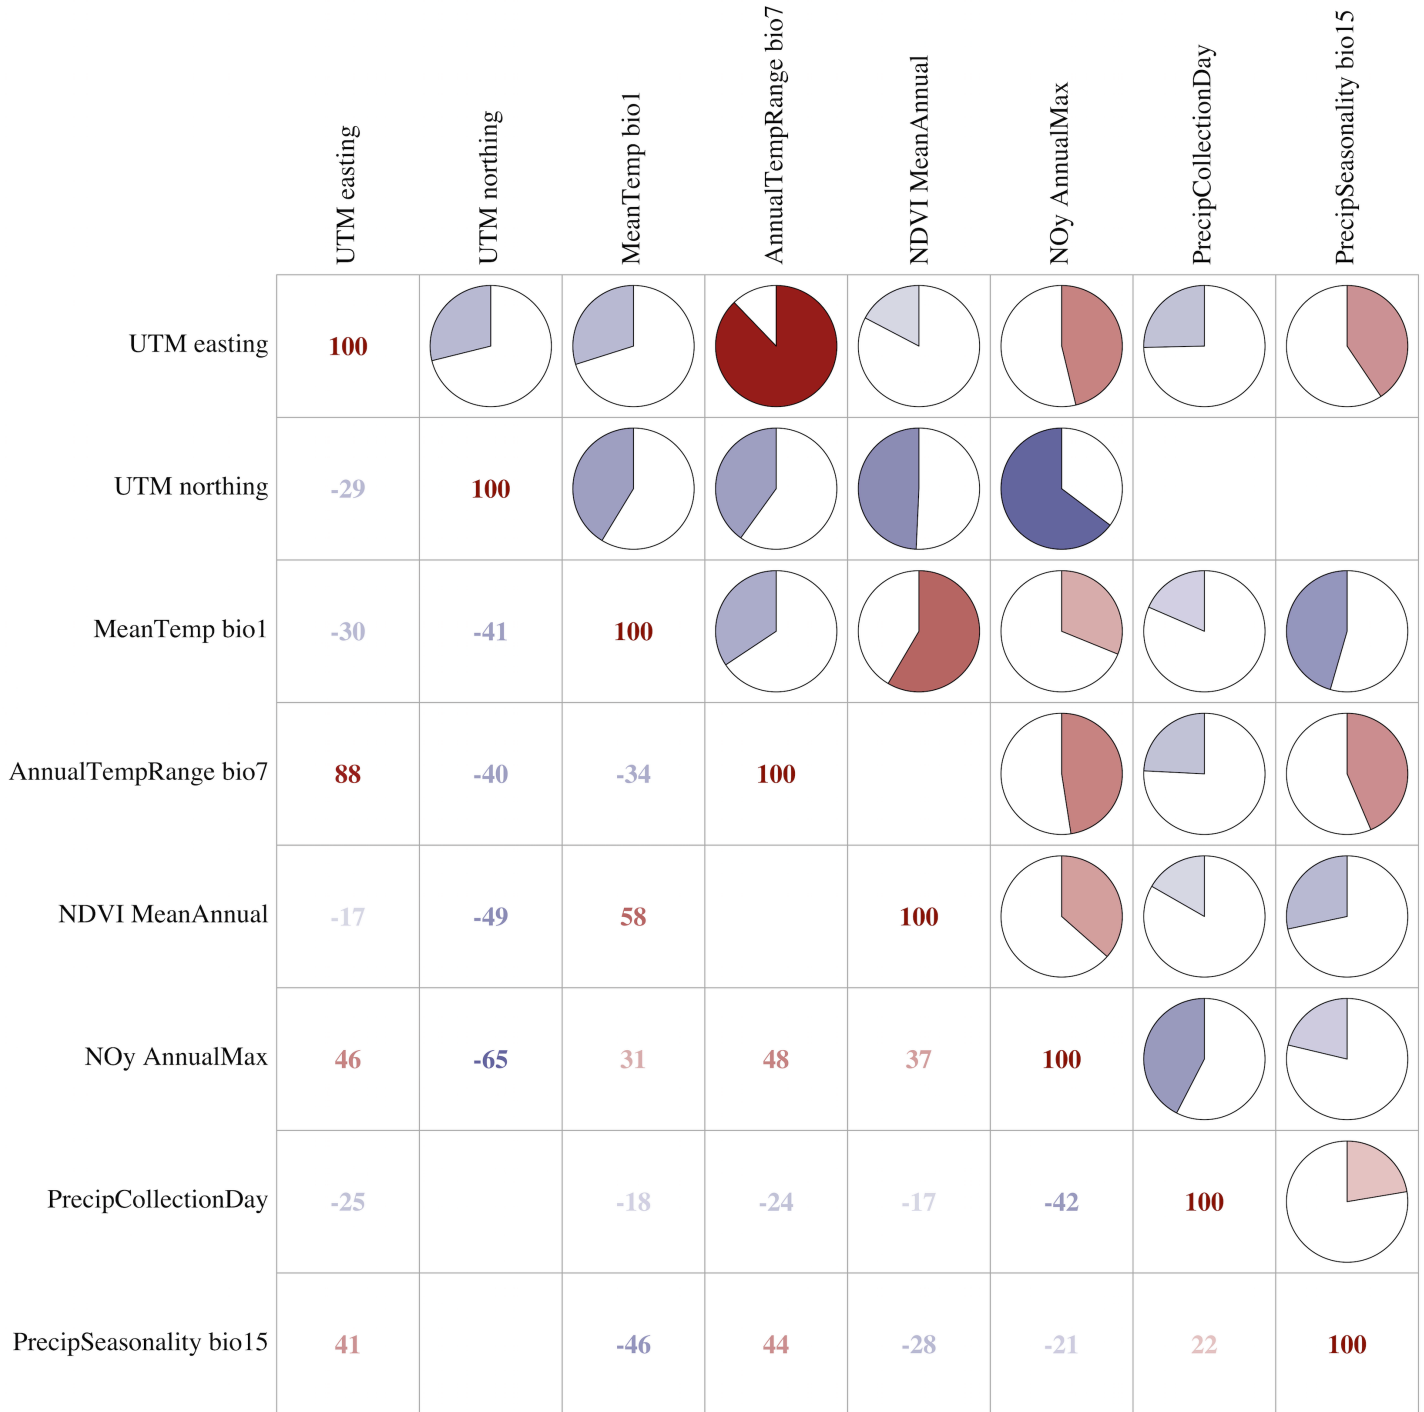 UTM easting
UTM northing
MeanTemp bio1
AnnualTempRange bio7
NDVI MeanAnnual
NOy AnnualMax
PrecipCollectionDay
PrecipSeasonality bio15
UTM easting 100
UTM northing -29 100
MeanTemp bio1 -30 -41 100
AnnualTempRange bio7 88 -40 -34 100
NDVI MeanAnnual -17 -49 58 100
NOy AnnualMax 46 -65 31 48 37 100
PrecipCollectionDay -25 -18 -24 -17 -42 100
PrecipSeasonality bio15 41 -46 44 -28 -21 22 100